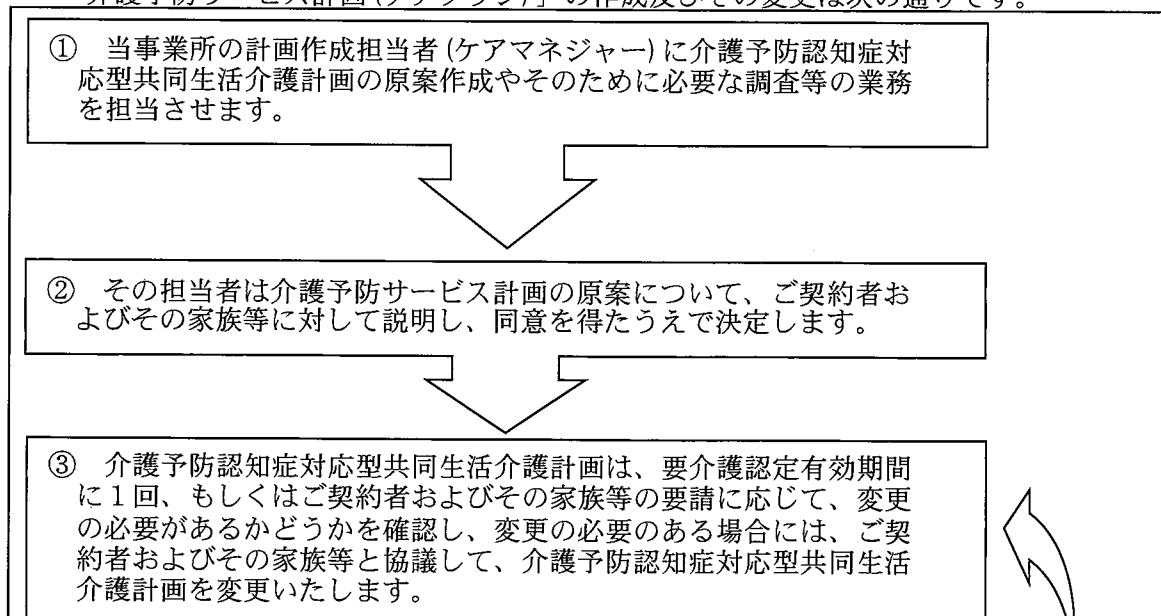 介護予防サービス計画(ケアプラン)」の作成及びその変更は次の通りです。
① 当事業所の計画作成担当者(ケアマネジャー)に介護予防認知症対
応型共同生活介護計画の原案作成やそのために必要な調査等の業務
を担当させます。
② その担当者は介護予防サービス計画の原案について、ご契約者お
よびその家族等に対して説明し、同意を得たうえで決定します。
③ 介護予防認知症対応型共同生活介護計画は、要介護認定有効期間
に1回、もしくはご契約者およびその家族等の要請に応じて、変更
の必要があるかどうかを確認し、変更の必要のある場合には、ご契
約者およびその家族等と協議して、介護予防認知症対応型共同生活
介護計画を変更いたします。